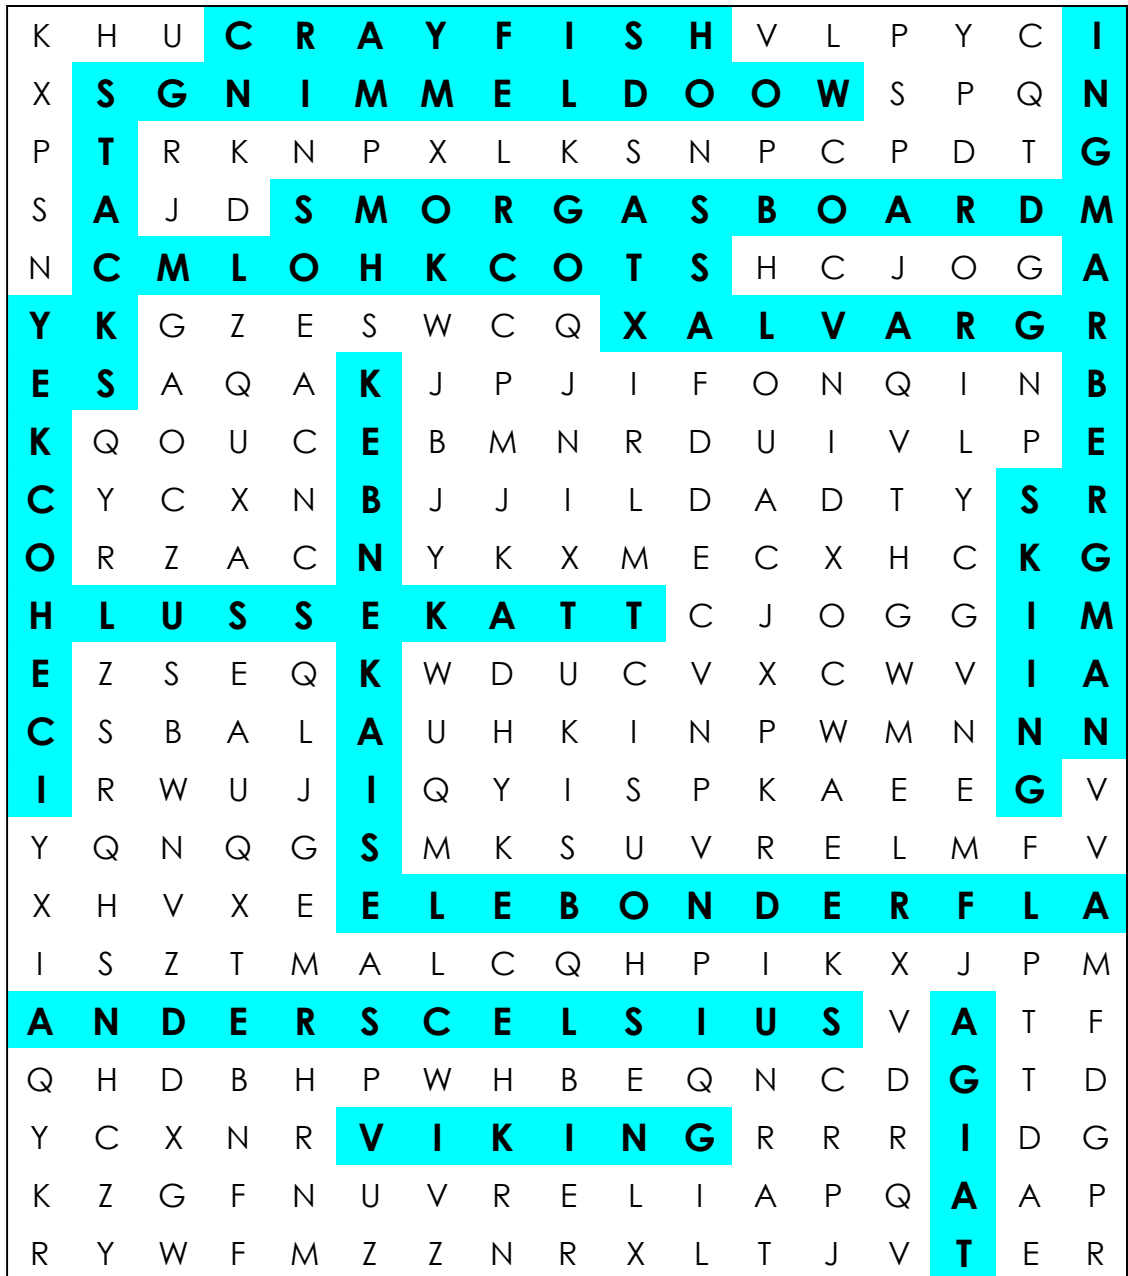 K H U C R A Y F I S H V L P Y C I
X S G N I M M E L D O O W S P Q N
P T R K N P X L K S N P C P D T G
S A J D S M O R G A S B O A R D M
N C M L O H K C O T S H C J O G A
Y K G Z E S W C Q X A L V A R G R
E S A Q A K J P J I F O N Q I N B
K Q O U C E B M N R D U I V L P E
C Y C X N B J J I L D A D T Y S R
O R Z A C N Y K X M E C X H C K G
H L U S S E K A T T C J O G G I M
E Z S E Q K W D U C V X C W V I A
C S B A L A U H K I N P W M N N N
I R W U J I Q Y I S P K A E E G V
Y Q N Q G S M K S U V R E L M F V
X H V X E E L E B O N D E R F L A
I S Z T M A L C Q H P I K X J P M
A N D E R S C E L S I U S V A T F
Q H D B H P W H B E Q N C D G T D
Y C X N R V I K I N G R R R I D G
K Z G F N U V R E L I A P Q A A P
R Y W F M Z Z N R X L T J V T E R